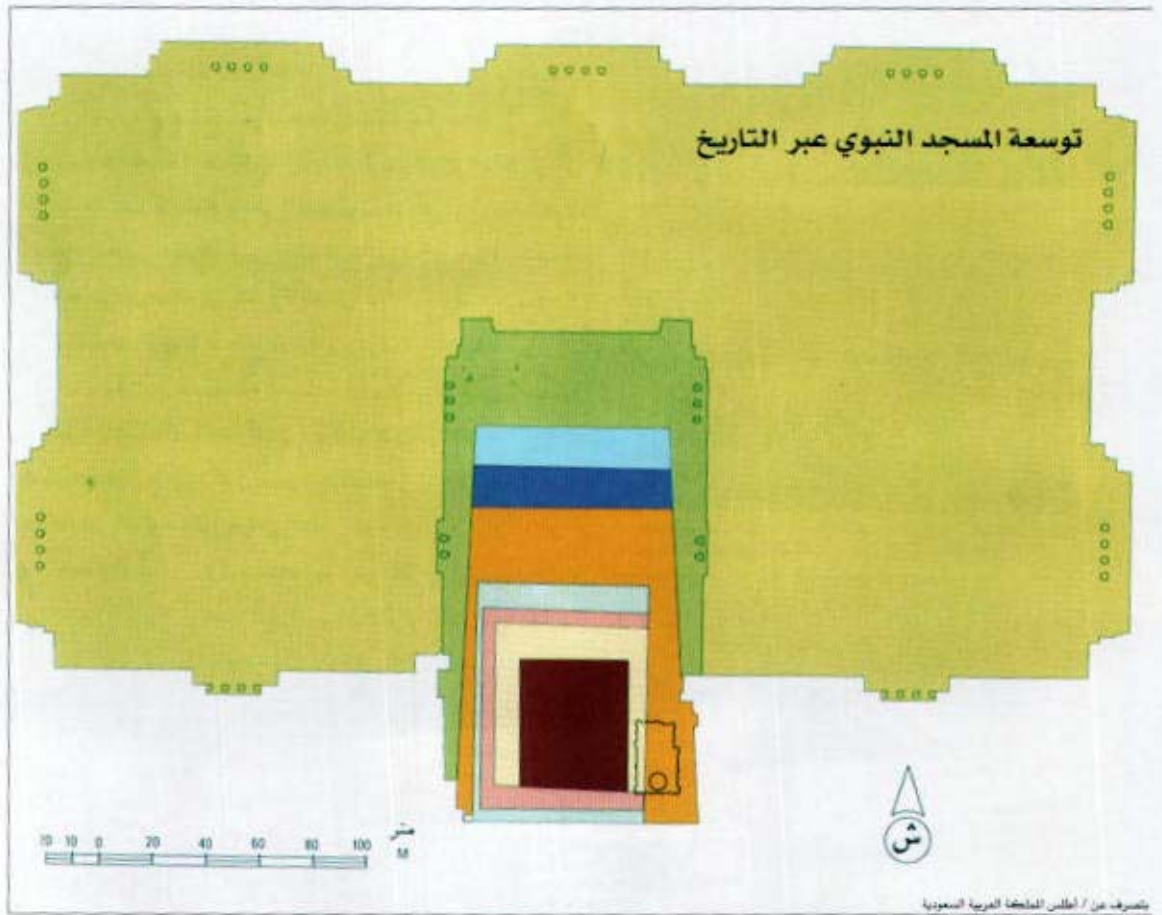 توسعة المسجد النبوي عبر التاريخ
20 10 0 20 40 60 80 100
متر
M
ش
بتصرف عن / أطلس المملكة العربية السعودية